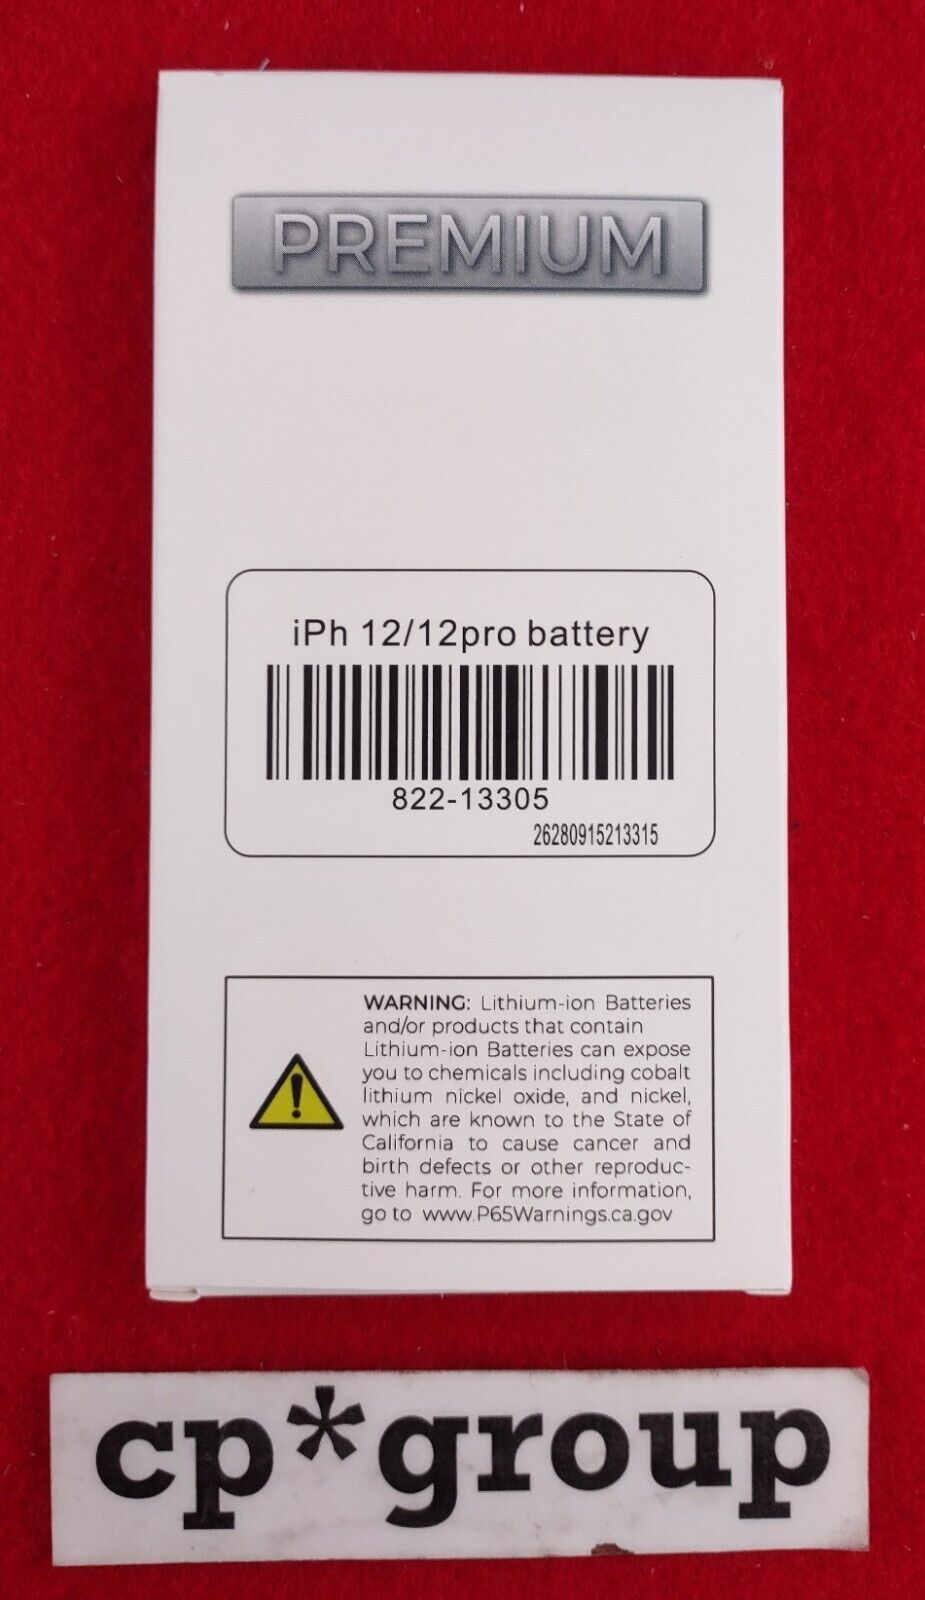 PREMIUM
iPh 12/12pro battery
822-13305
26280915213315
WARNING: Lithium-ion Batteries
and/or products that contain
Lithium-ion Batteries can expose
you to chemicals including cobalt
lithium nickel oxide, and nickel,
which are known to the State of
California to cause cancer and
birth defects or other reproduc-
tive harm. For more information,
go to www.P65Warnings.ca.gov
cp*group